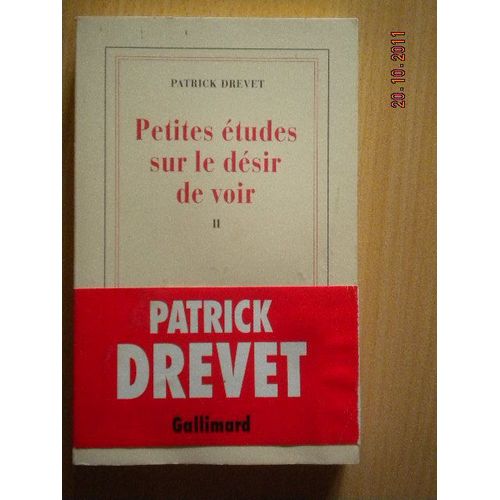 PATRICK DREVET
Petites études
sur le désir
de voir
II
PATRICK
DREVET
Gallimard
20.10.2011